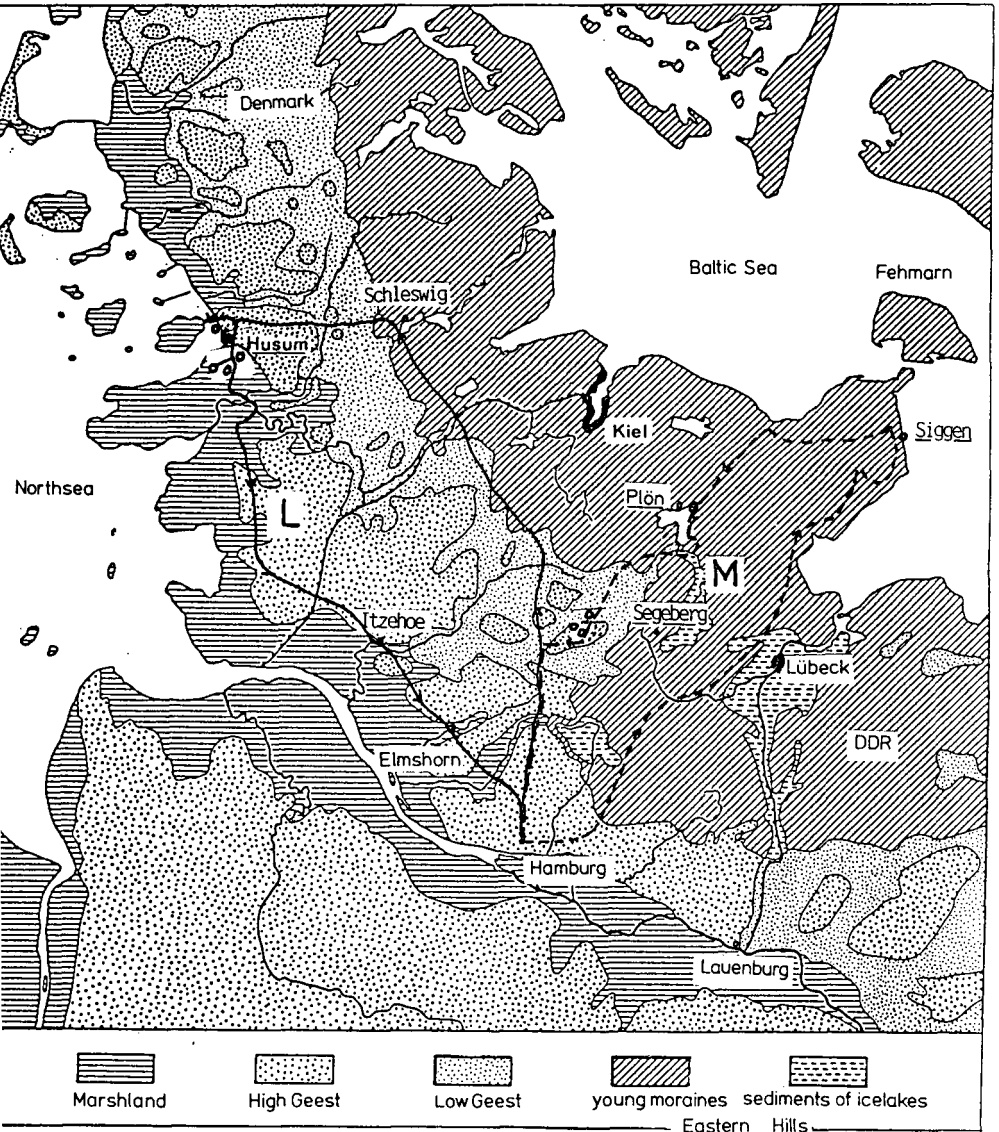 Denmark
Baltic Sea
Fehmarn
Schleswig
Husum
Kiel
Siggen
Northsea
Plön
L
M
Itzehoe
Segeberg
Lübeck
DDR
Elmshorn
Hamburg
Lauenburg
Marshland
High Geest
Low Geest
young moraines
sediments of icelakes
Eastern Hills